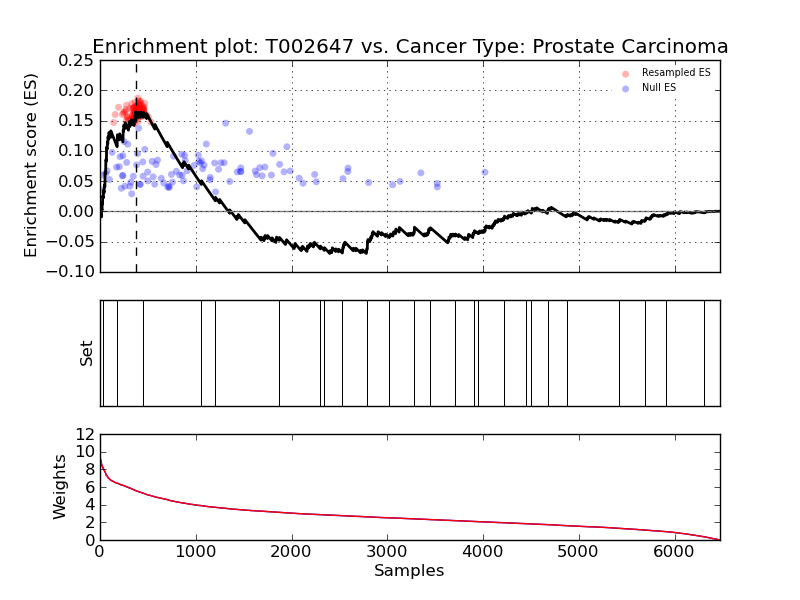 Enrichment plot: T002647 vs. Cancer Type: Prostate Carcinoma
Enrichment score (ES)
0.25
0.20
0.15
0.10
0.05
0.00
−0.05
−0.10
Resampled ES
Null ES
Set
Weights
12
10
8
6
4
2
0
0 1000 2000 3000 4000 5000 6000
Samples